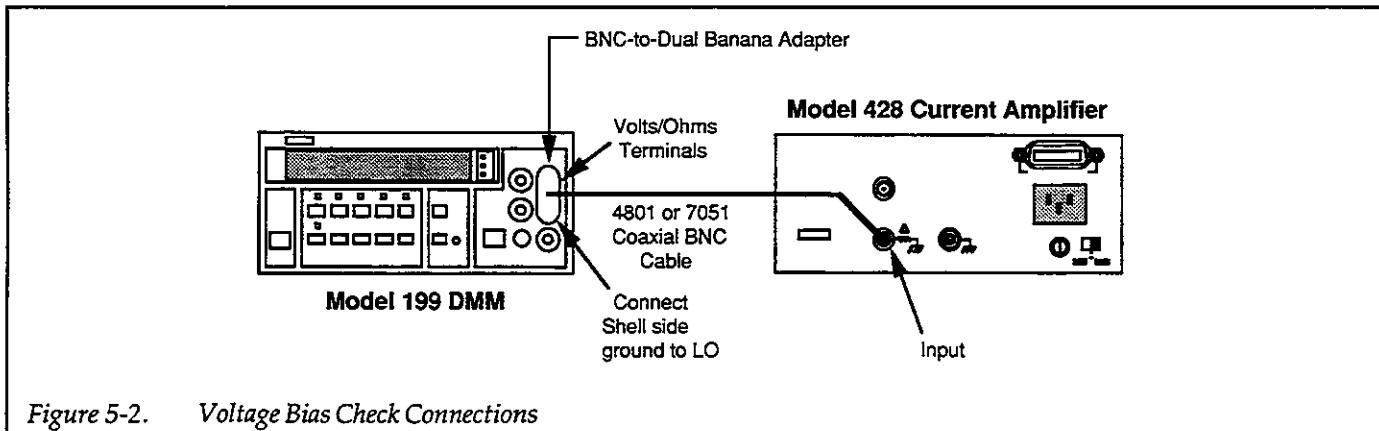 BNC-to-Dual Banana Adapter
Model 428 Current Amplifier
Volts/Ohms
Terminals
4801 or 7051
Coaxial BNC
Cable
Model 199 DMM
Connect
Shell side
ground to LO
Input
Figure 5-2. Voltage Bias Check Connections